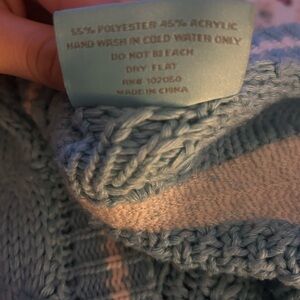 55% POLYESTER 45% ACRYLIC
HAND WASH IN COLD WATER ONLY
DO NOT BLEACH
DRY FLAT
RN# 102050
MADE IN CHINA